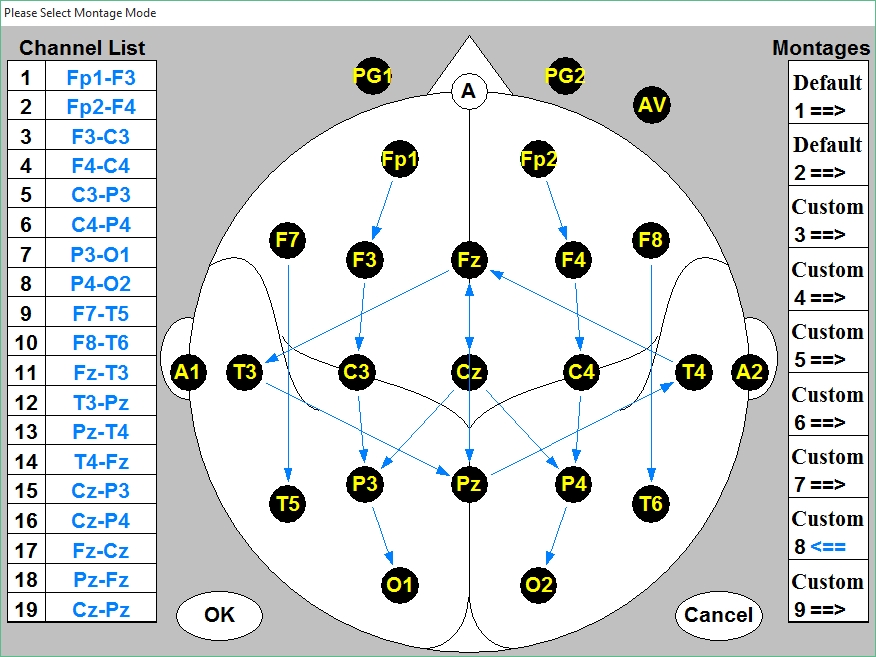 Please Select Montage Mode
Channel List
Montages
1 Fp1-F3
2 Fp2-F4
3 F3-C3
4 F4-C4
5 C3-P3
6 C4-P4
7 P3-O1
8 P4-O2
9 F7-T5
10 F8-T6
11 Fz-T3
12 T3-Pz
13 Pz-T4
14 T4-Fz
15 Cz-P3
16 Cz-P4
17 Fz-Cz
18 Pz-Fz
19 Cz-Pz
PG1 PG2
A
AV
Fp1 Fp2
F7 F8
F3 Fz F4
A1 T3 C3 Cz C4 T4 A2
P3 Pz P4
T5 T6
O1 O2
OK
Cancel
Default
1 ==>
Default
2 ==>
Custom
3 ==>
Custom
4 ==>
Custom
5 ==>
Custom
6 ==>
Custom
7 ==>
Custom
8 <==
Custom
9 ==>